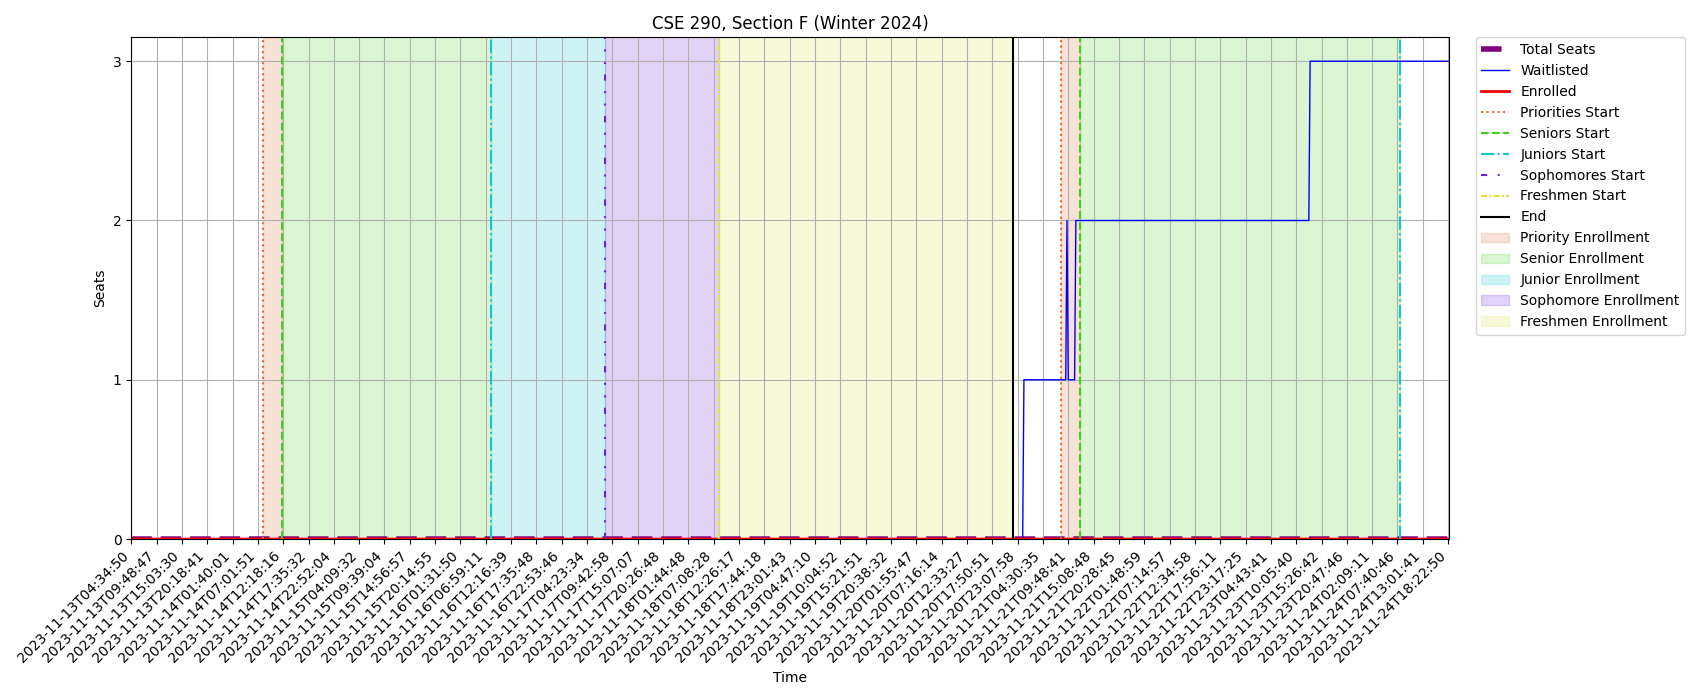 CSE 290, Section F (Winter 2024)
Seats
3
2
1
0
2023-11-13T04:34:50
2023-11-13T09:48:47
2023-11-13T15:03:30
2023-11-13T20:18:41
2023-11-14T01:40:01
2023-11-14T07:01:51
2023-11-14T12:18:16
2023-11-14T17:35:32
2023-11-14T22:52:04
2023-11-15T04:09:32
2023-11-15T09:39:04
2023-11-15T14:56:57
2023-11-15T20:14:55
2023-11-16T01:31:50
2023-11-16T06:59:11
2023-11-16T12:16:39
2023-11-16T17:35:48
2023-11-16T22:53:46
2023-11-17T04:23:34
2023-11-17T09:42:58
2023-11-17T15:07:07
2023-11-17T20:26:48
2023-11-18T01:44:48
2023-11-18T07:08:28
2023-11-18T12:26:17
2023-11-18T17:44:18
2023-11-18T23:01:43
2023-11-19T04:47:10
2023-11-19T10:04:52
2023-11-19T15:21:51
2023-11-19T20:38:32
2023-11-20T01:55:47
2023-11-20T07:16:14
2023-11-20T12:33:27
2023-11-20T17:50:51
2023-11-20T23:07:58
2023-11-21T04:30:35
2023-11-21T09:48:41
2023-11-21T15:08:48
2023-11-21T20:28:45
2023-11-22T01:48:59
2023-11-22T07:14:57
2023-11-22T12:34:58
2023-11-22T17:56:11
2023-11-22T23:17:25
2023-11-23T04:43:41
2023-11-23T10:05:40
2023-11-23T15:26:42
2023-11-23T20:47:46
2023-11-24T02:09:11
2023-11-24T07:40:46
2023-11-24T13:01:41
2023-11-24T18:22:50
Time
Total Seats
Waitlisted
Enrolled
Priorities Start
Seniors Start
Juniors Start
Sophomores Start
Freshmen Start
End
Priority Enrollment
Senior Enrollment
Junior Enrollment
Sophomore Enrollment
Freshmen Enrollment